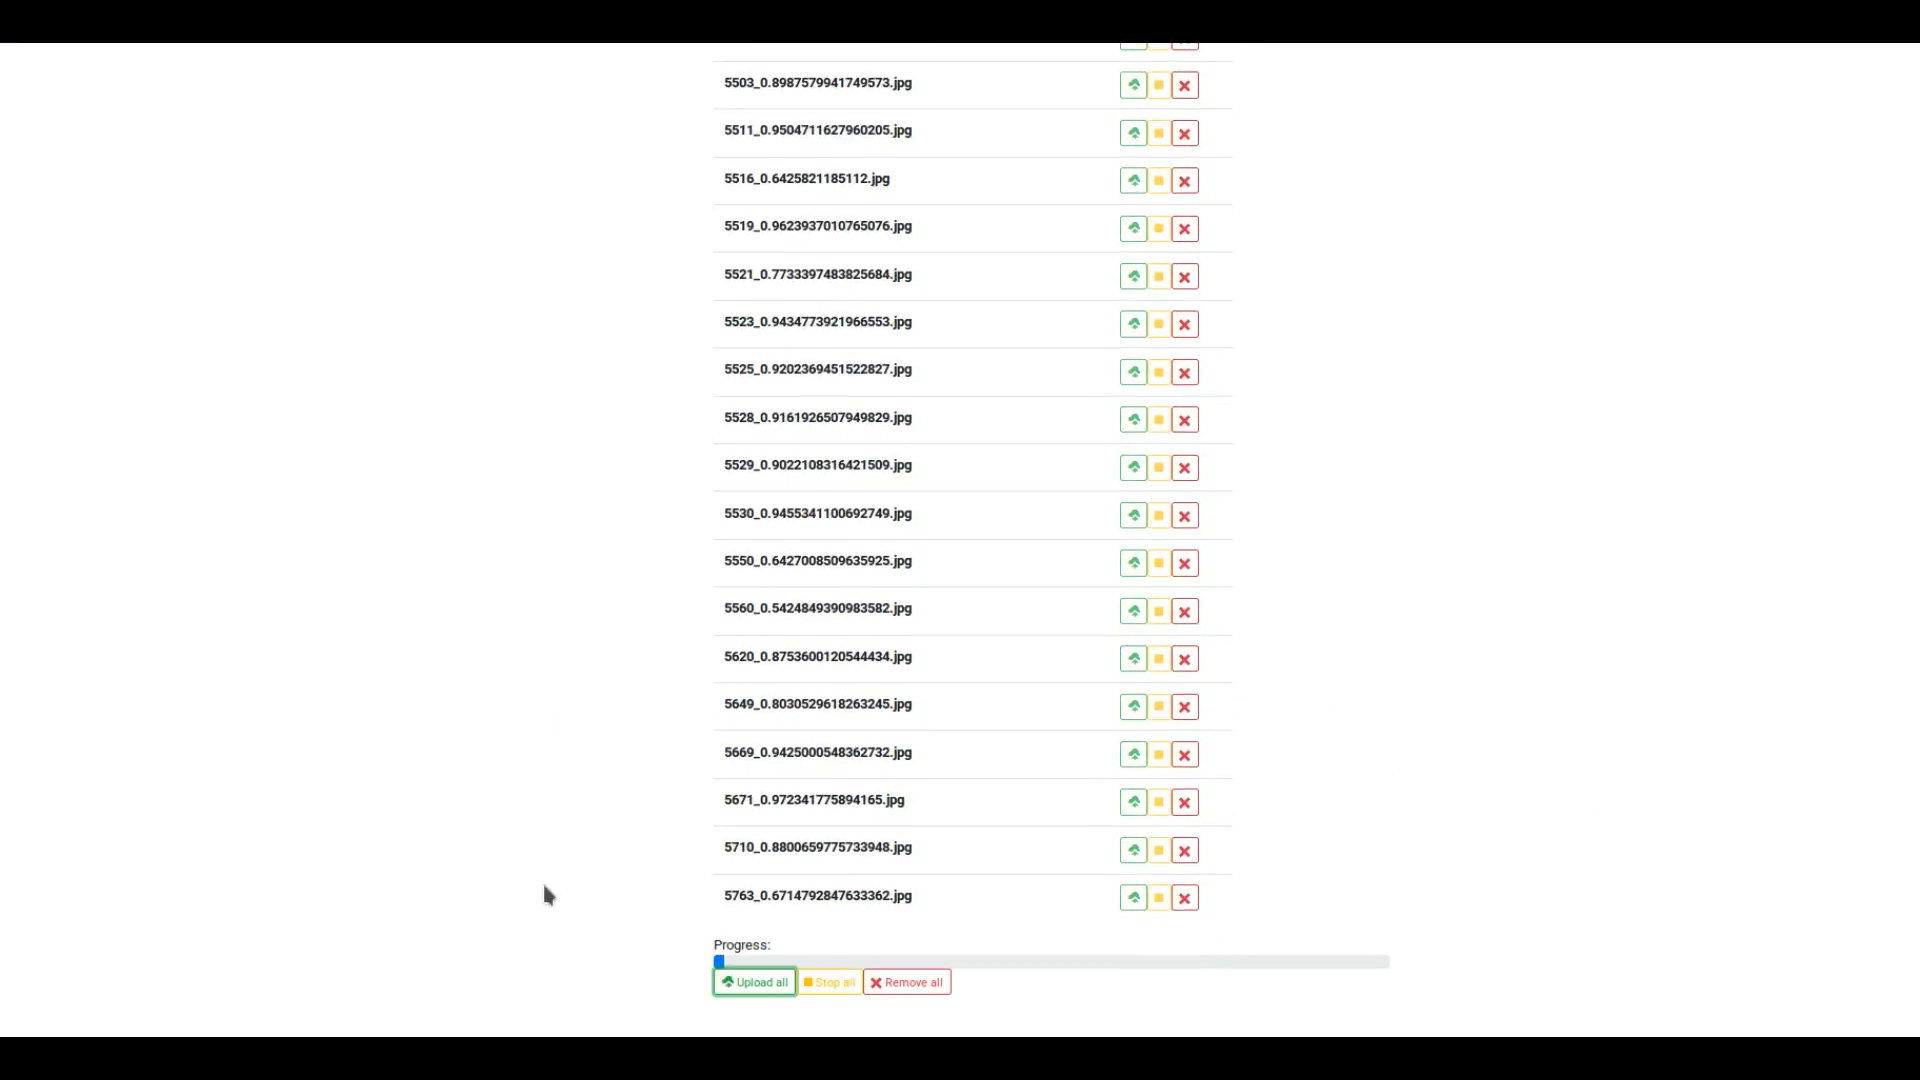 5503_0.8987579941749573.jpg
5511_0.9504711627960205.jpg
5516_0.6425821185112.jpg
5519_0.9623937010765076.jpg
5521_0.7733397483825684.jpg
5523_0.9434773921966553.jpg
5525_0.9202369451522827.jpg
5528_0.9161926507949829.jpg
5529_0.9022108316421509.jpg
5530_0.9455341100692749.jpg
5550_0.6427008509635925.jpg
5560_0.5424849390983582.jpg
5620_0.8753600120544434.jpg
5649_0.8030529618263245.jpg
5669_0.9425000548362732.jpg
5671_0.972341775894165.jpg
5710_0.8800659775733948.jpg
5763_0.6714792847633362.jpg
Progress:
Upload all Stop all Remove all